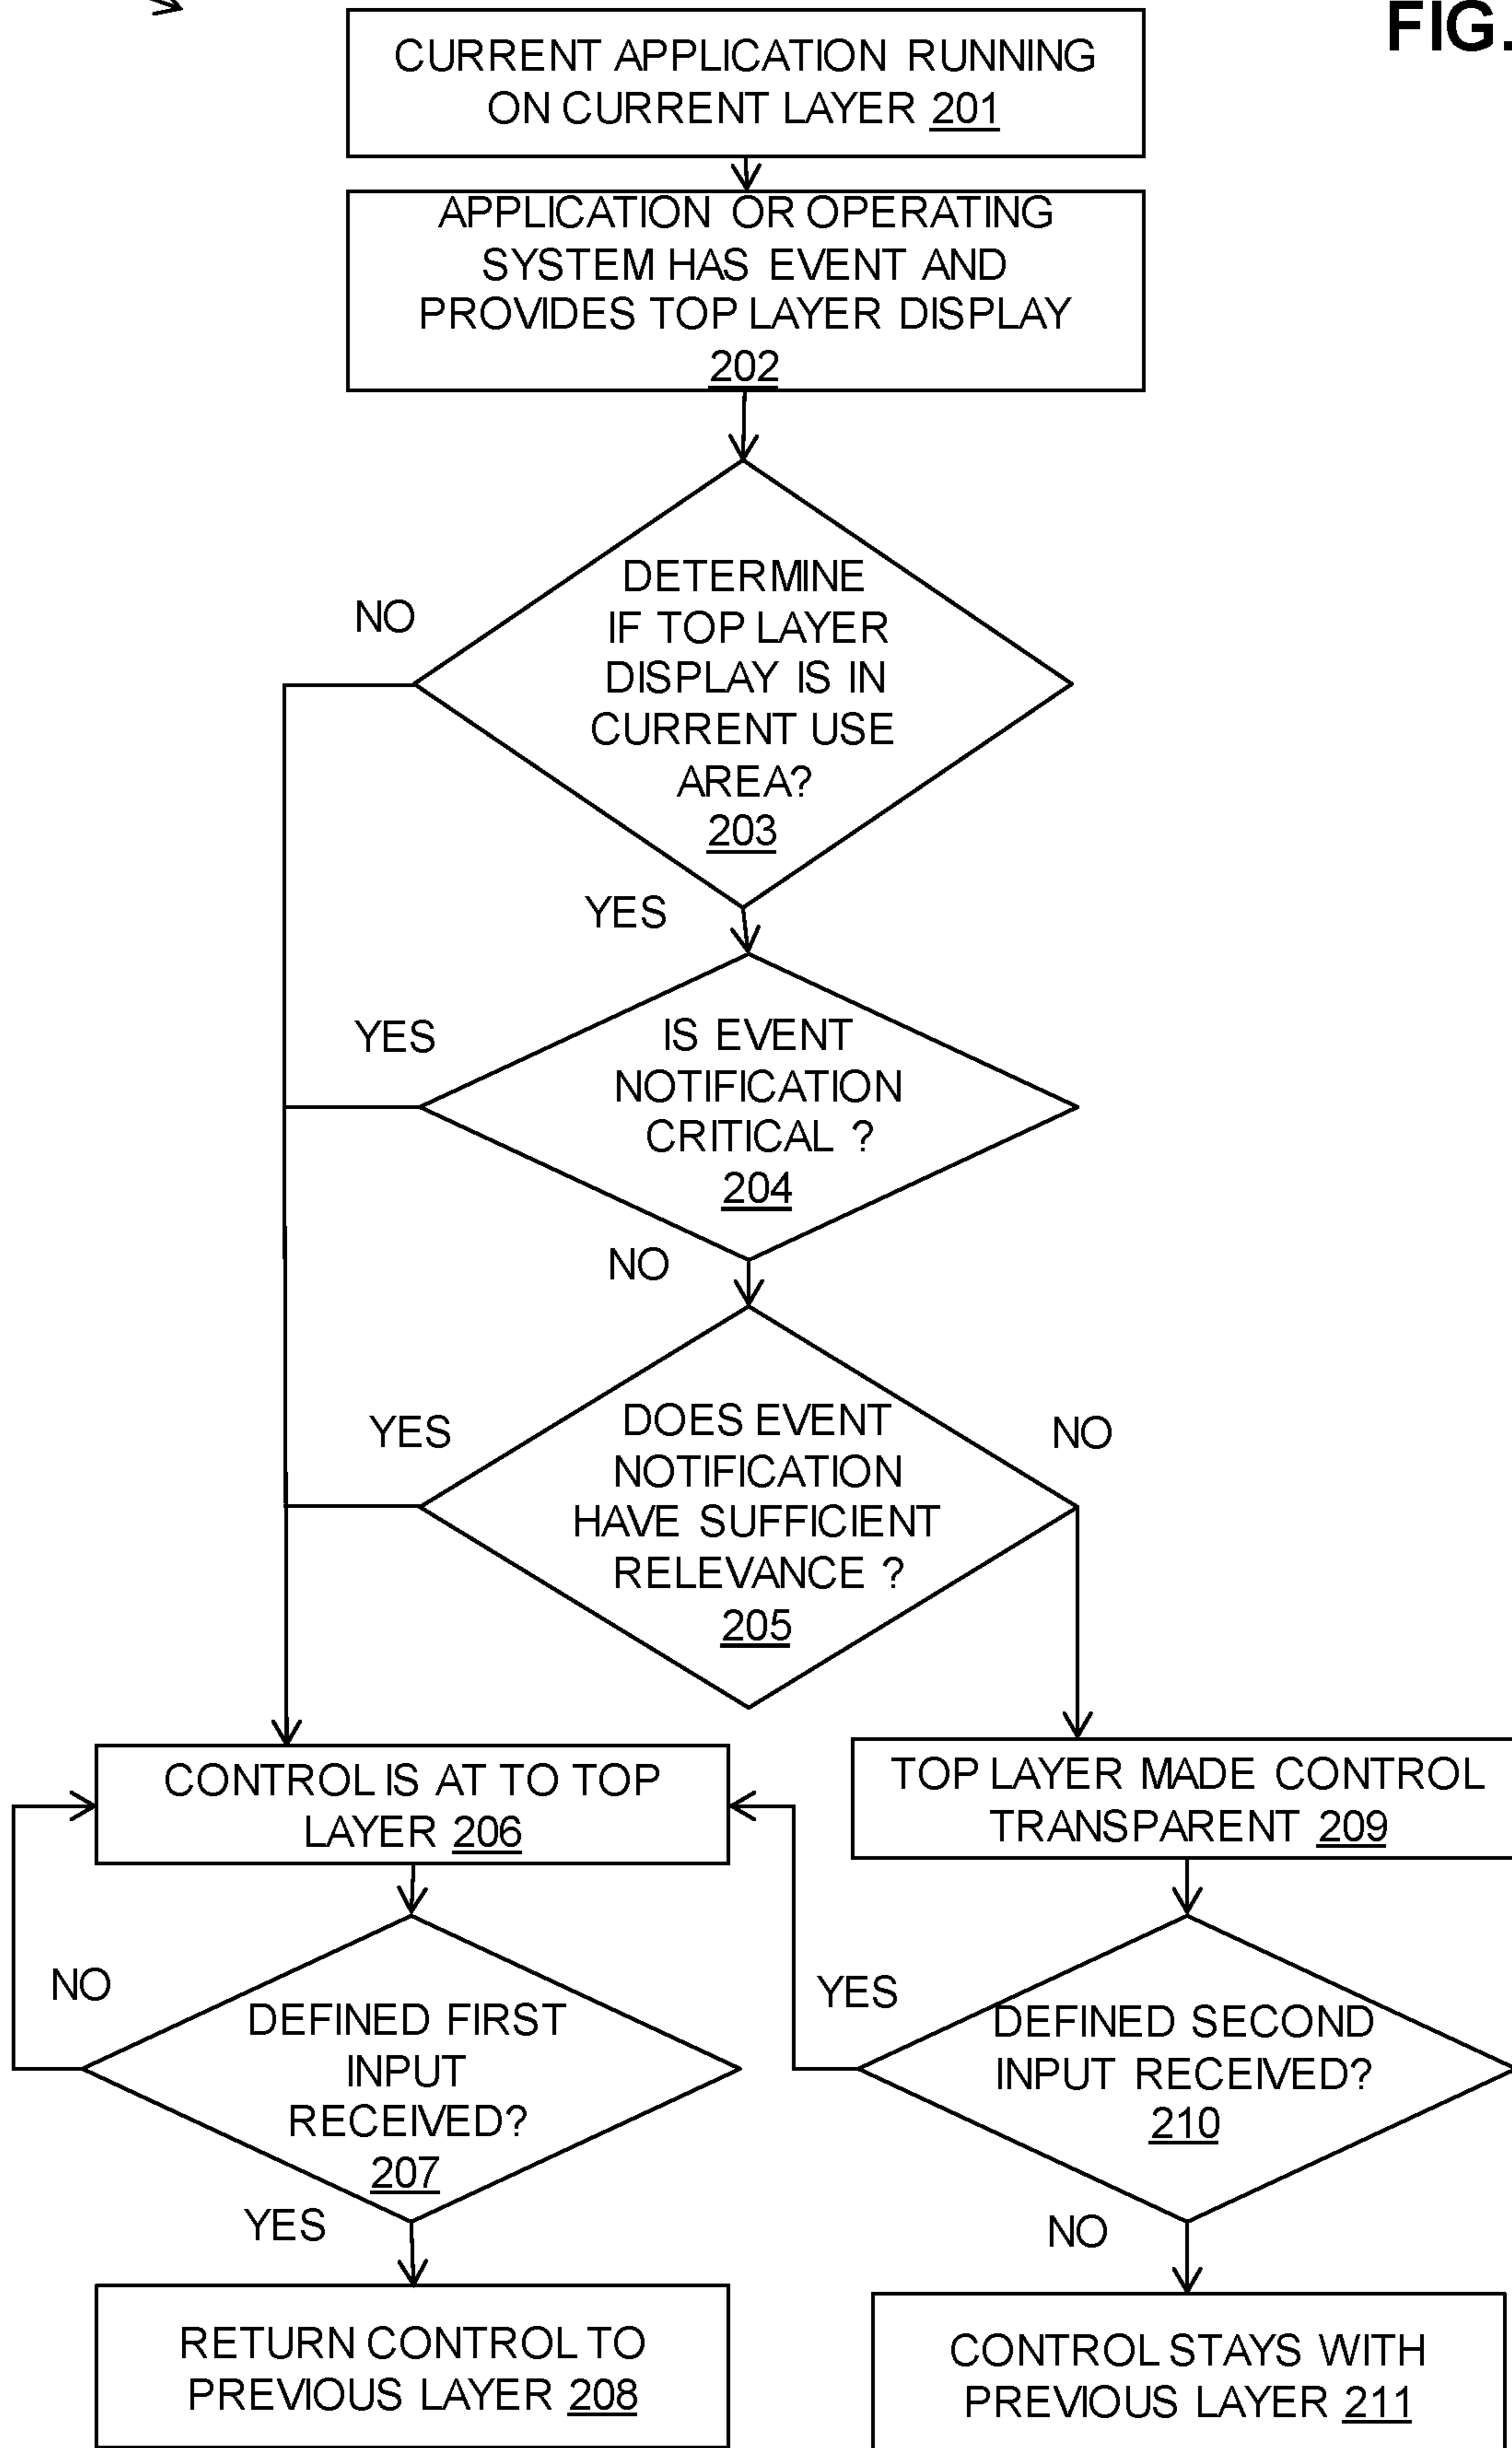 FIG.
CURRENT APPLICATION RUNNING
ON CURRENT LAYER 201
APPLICATION OR OPERATING
SYSTEM HAS EVENT AND
PROVIDES TOP LAYER DISPLAY
202
DETERMINE
IF TOP LAYER
DISPLAY IS IN
CURRENT USE
AREA?
203
NO
YES
IS EVENT
NOTIFICATION
CRITICAL ?
204
YES
NO
DOES EVENT
NOTIFICATION
HAVE SUFFICIENT
RELEVANCE ?
205
YES
NO
CONTROL IS AT TO TOP
LAYER 206
TOP LAYER MADE CONTROL
TRANSPARENT 209
DEFINED FIRST
INPUT
RECEIVED?
207
NO
YES
DEFINED SECOND
INPUT RECEIVED?
210
YES
NO
RETURN CONTROL TO
PREVIOUS LAYER 208
CONTROL STAYS WITH
PREVIOUS LAYER 211